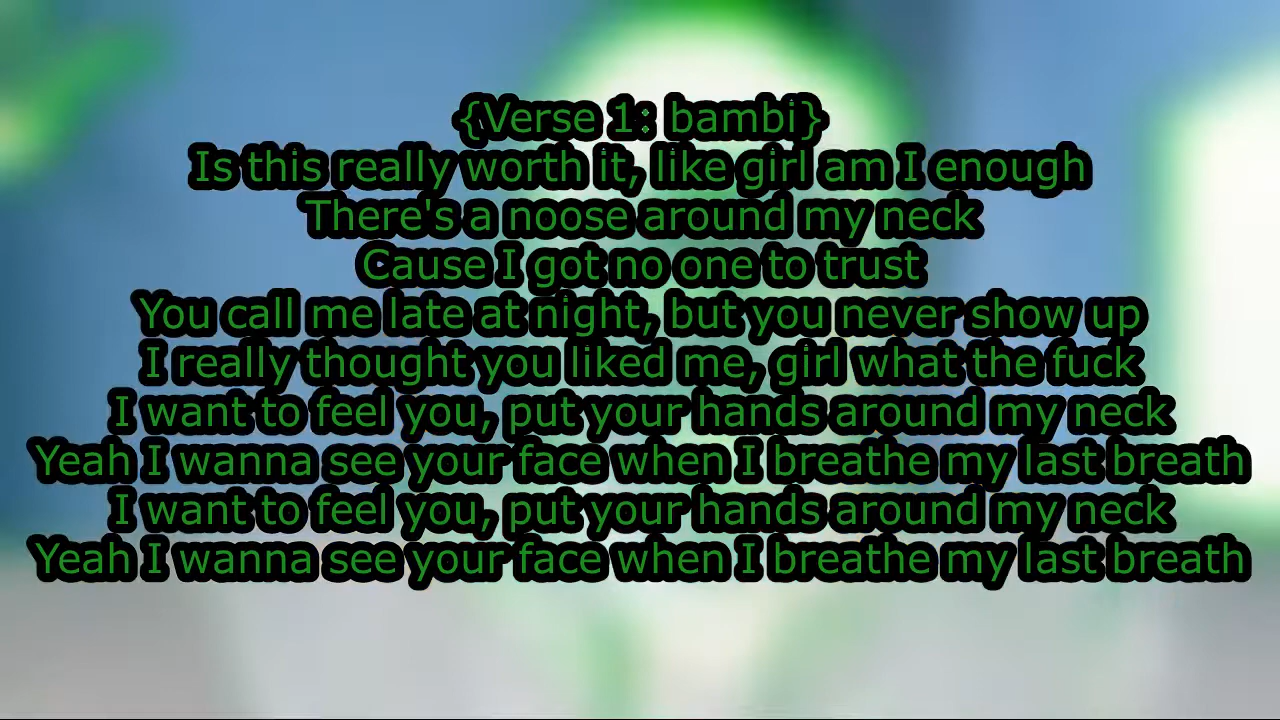 {Verse 1: bambi}
Is this really worth it, like girl am I enough
There's a noose around my neck
Cause I got no one to trust
You call me late at night, but you never show up
I really thought you liked me, girl what the fuck
I want to feel you, put your hands around my neck
Yeah I wanna see your face when I breathe my last breath
I want to feel you, put your hands around my neck
Yeah I wanna see your face when I breathe my last breath